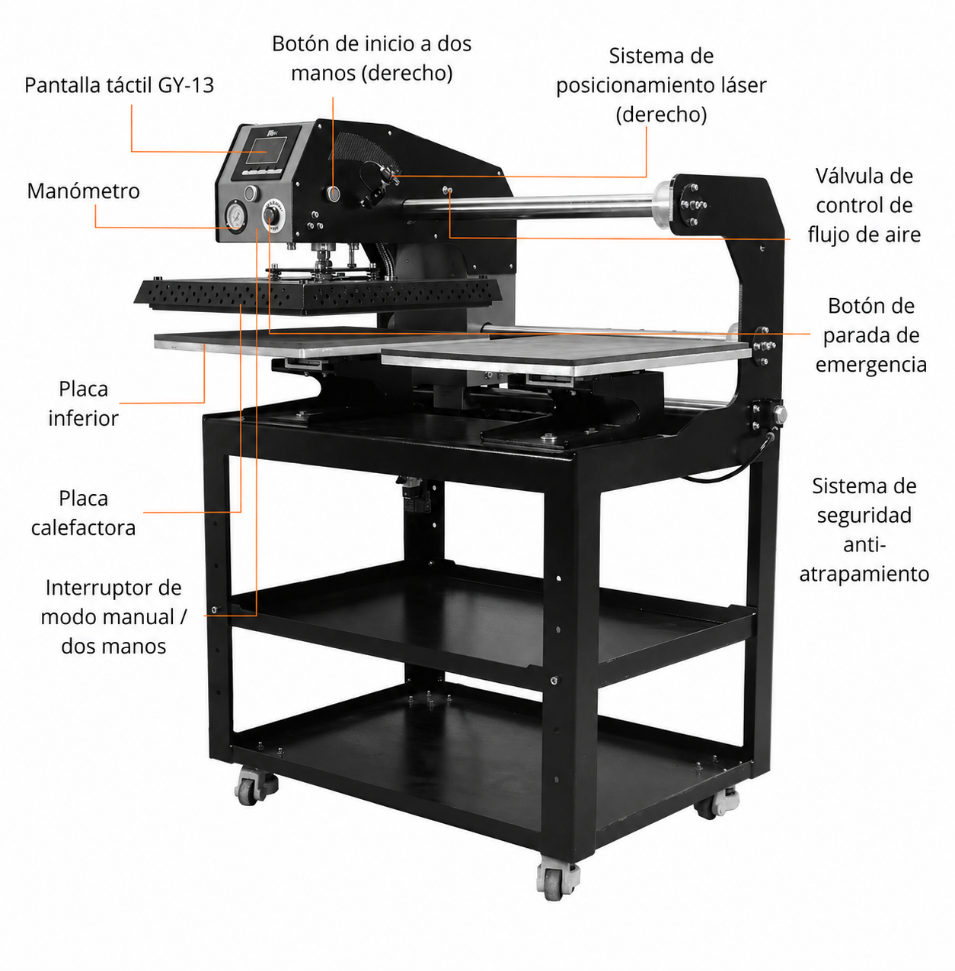 Botón de inicio a dos
manos (derecho)
Sistema de
posicionamiento láser
(derecho)
Pantalla táctil GY-13
Manómetro
Válvula de
control de
flujo de aire
Botón de
parada de
emergencia
Placa
inferior
Placa
calefactora
Sistema de
seguridad
anti-
atrapamiento
Interruptor de
modo manual /
dos manos